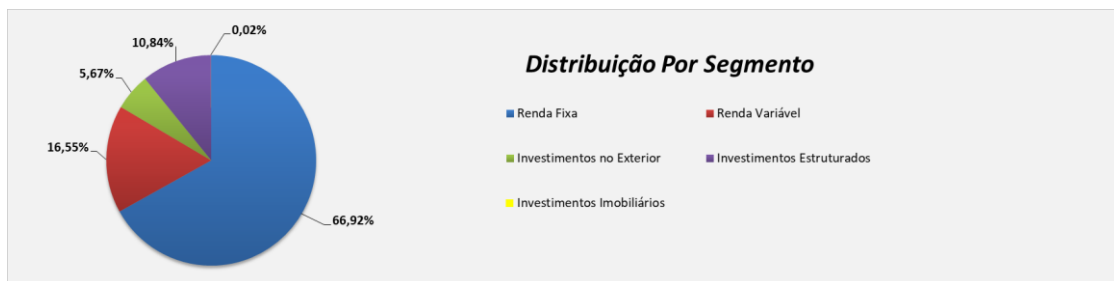 0,02%
10,84%
5,67%
16,55%
66,92%
Distribuição Por Segmento
Renda Fixa
Renda Variável
Investimentos no Exterior
Investimentos Estruturados
Investimentos Imobiliários